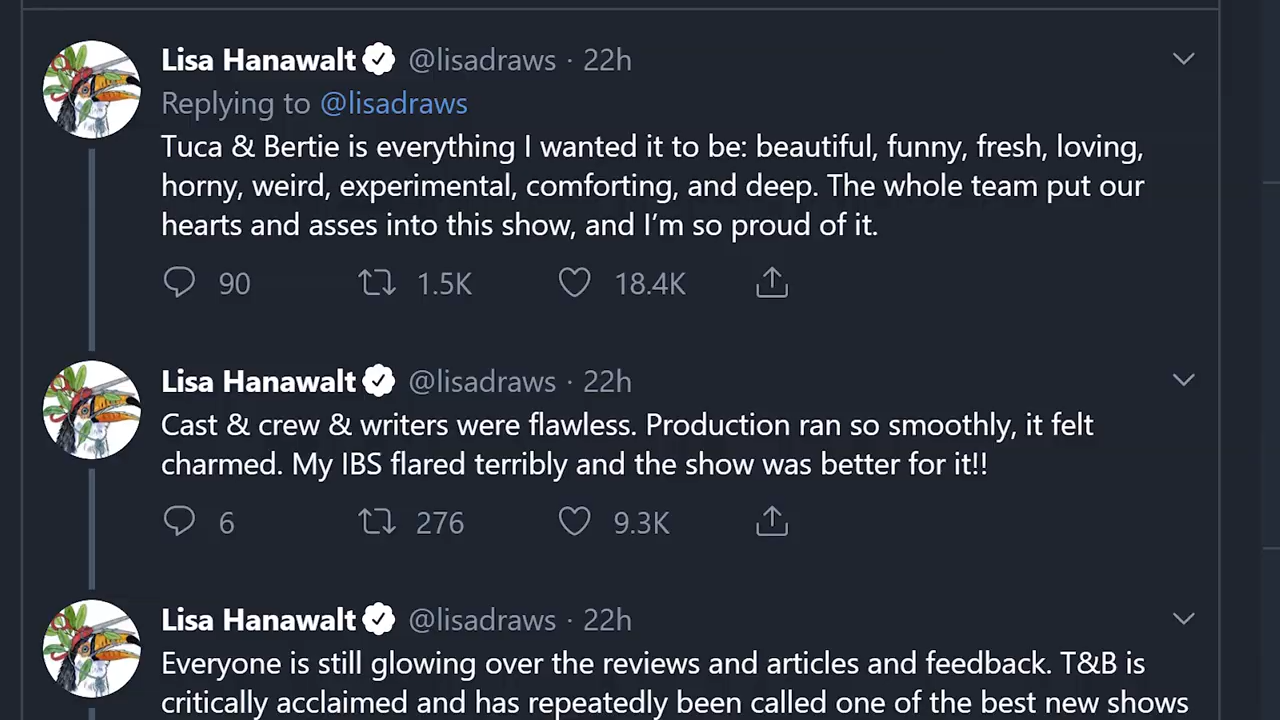 Lisa Hanawalt @lisadraws · 22h
Replying to @lisadraws
Tuca & Bertie is everything I wanted it to be: beautiful, funny, fresh, loving,
horny, weird, experimental, comforting, and deep. The whole team put our
hearts and asses into this show, and I’m so proud of it.
90 1.5K 18.4K
Lisa Hanawalt @lisadraws · 22h
Cast & crew & writers were flawless. Production ran so smoothly, it felt
charmed. My IBS flared terribly and the show was better for it!!
6 276 9.3K
Lisa Hanawalt @lisadraws · 22h
Everyone is still glowing over the reviews and articles and feedback. T&B is
critically acclaimed and has repeatedly been called one of the best new shows